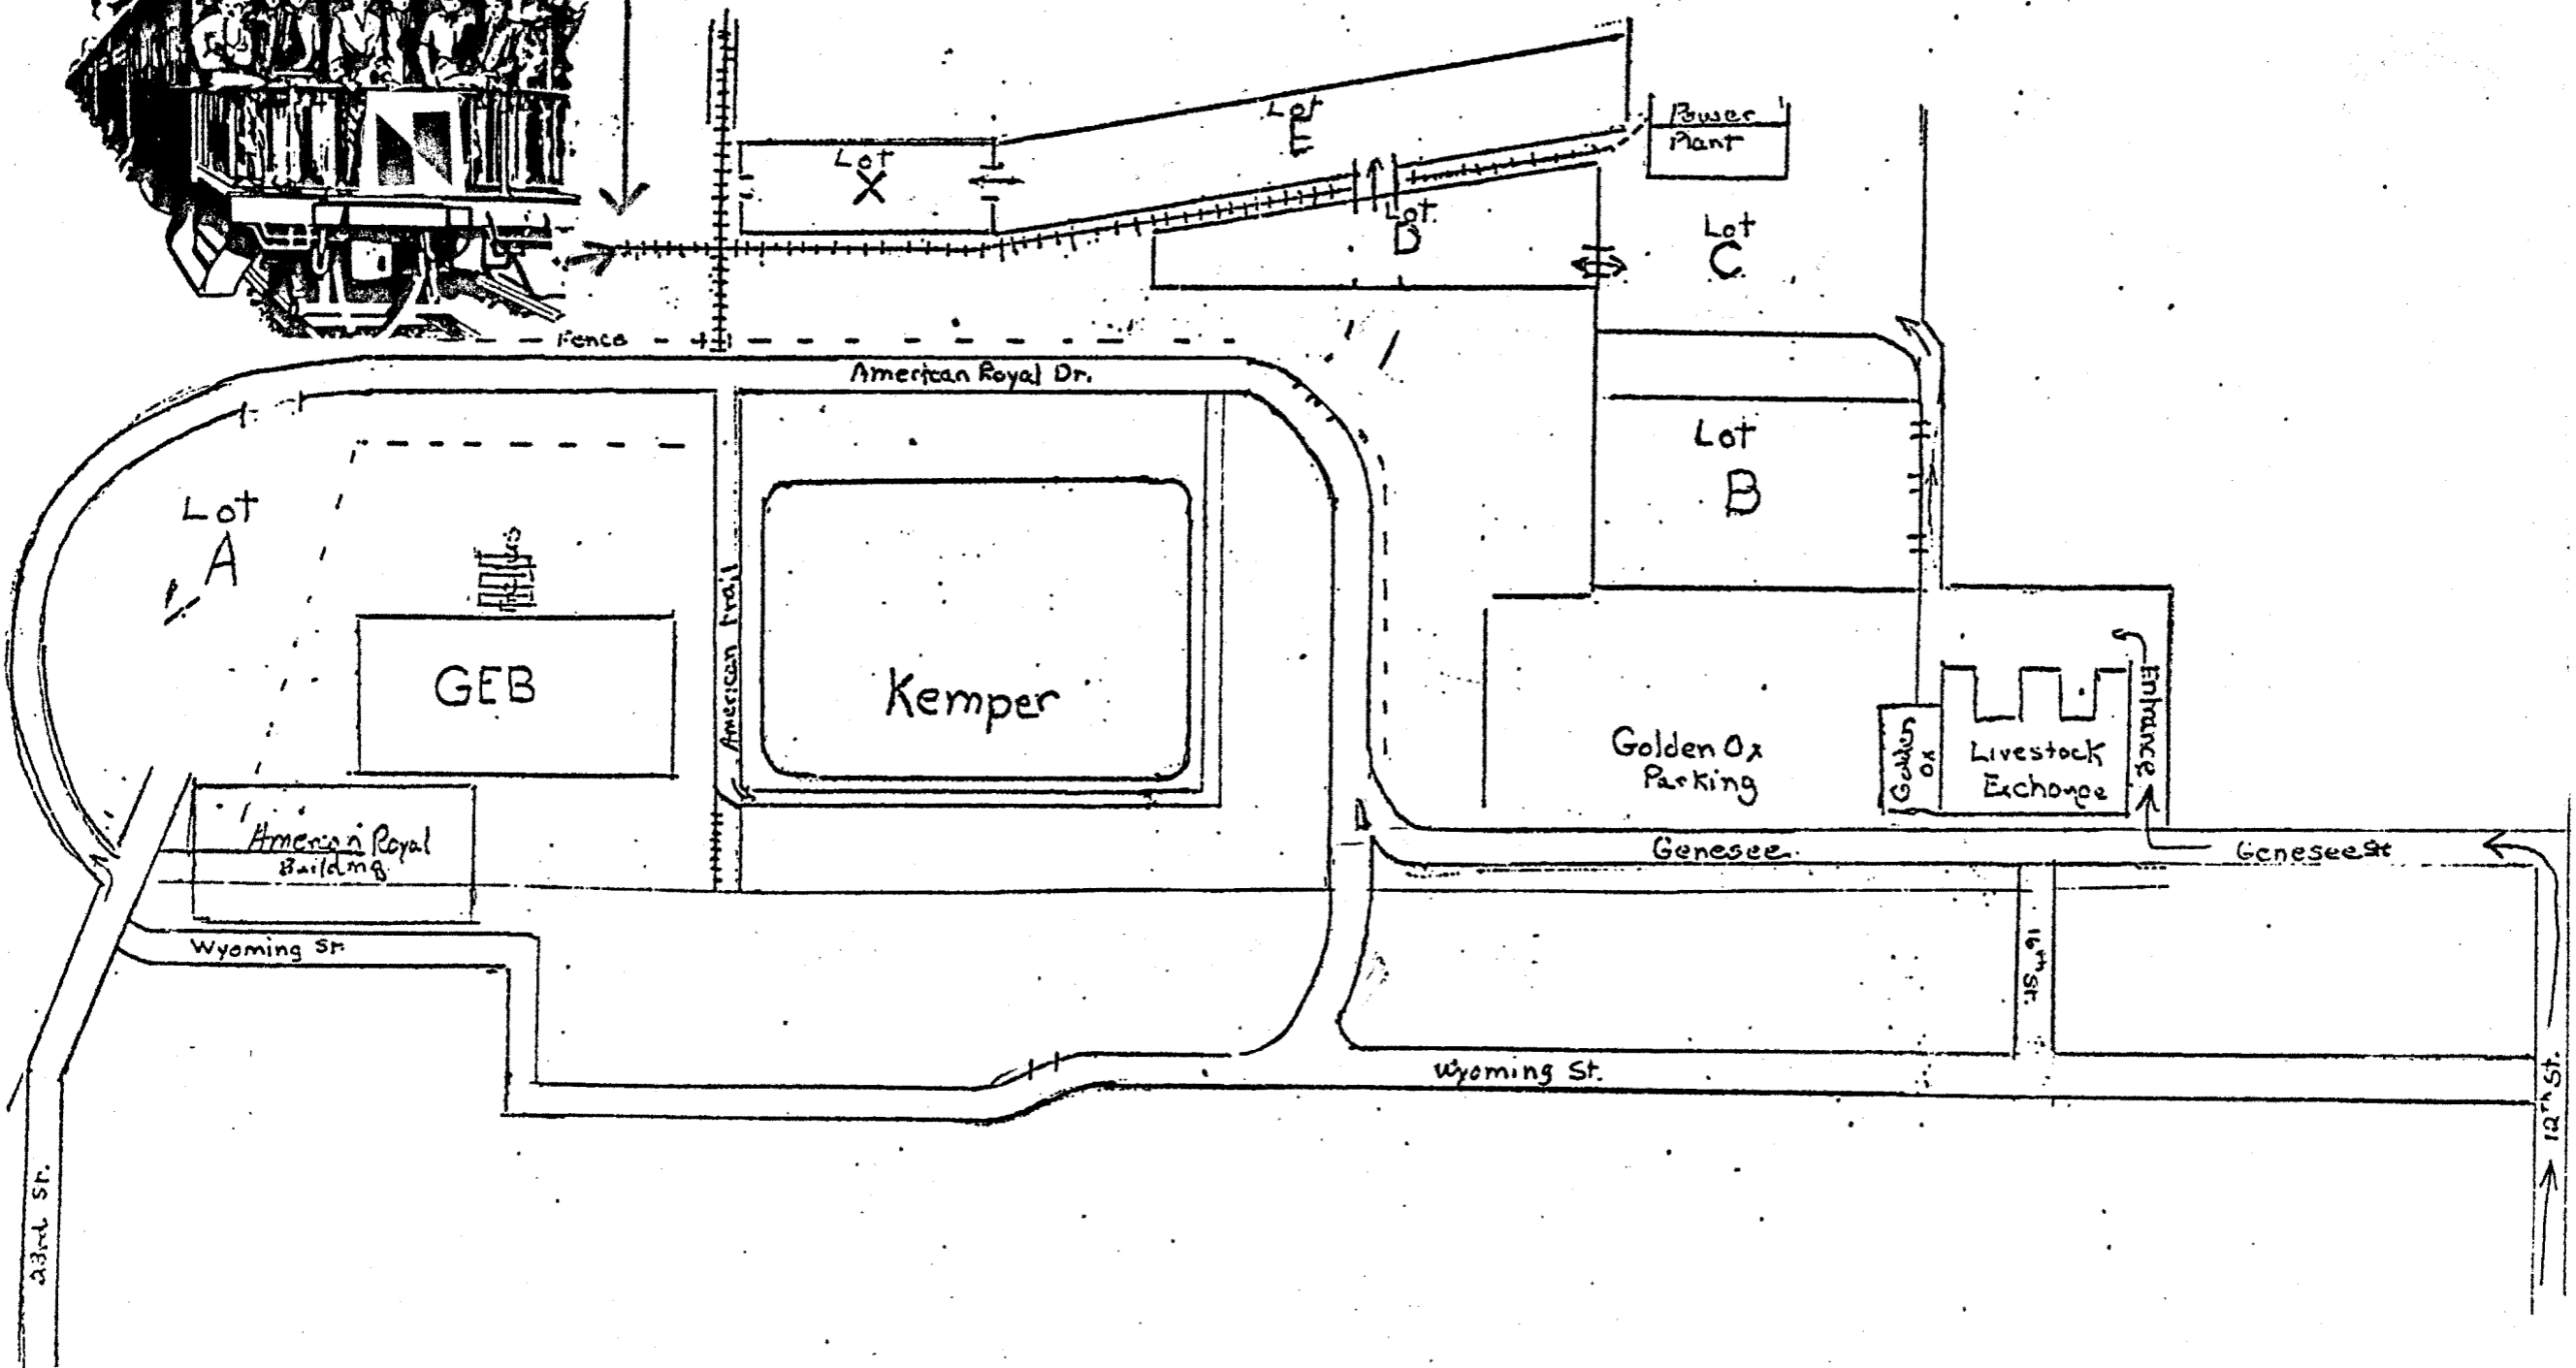 Lot
E
Power
Plant
Lot
X
Lot
D
Lot
C
Fence
American Royal Dr.
Lot
B
Lot
A
American Trail
GEB
Kemper
Entrance
Golden Ox
Parking
Golden
Ox
Livestock
Exchange
American Royal
Building
Genesee
Genesee St
Wyoming St.
16th St.
Wyoming St.
12th St.
23rd St.